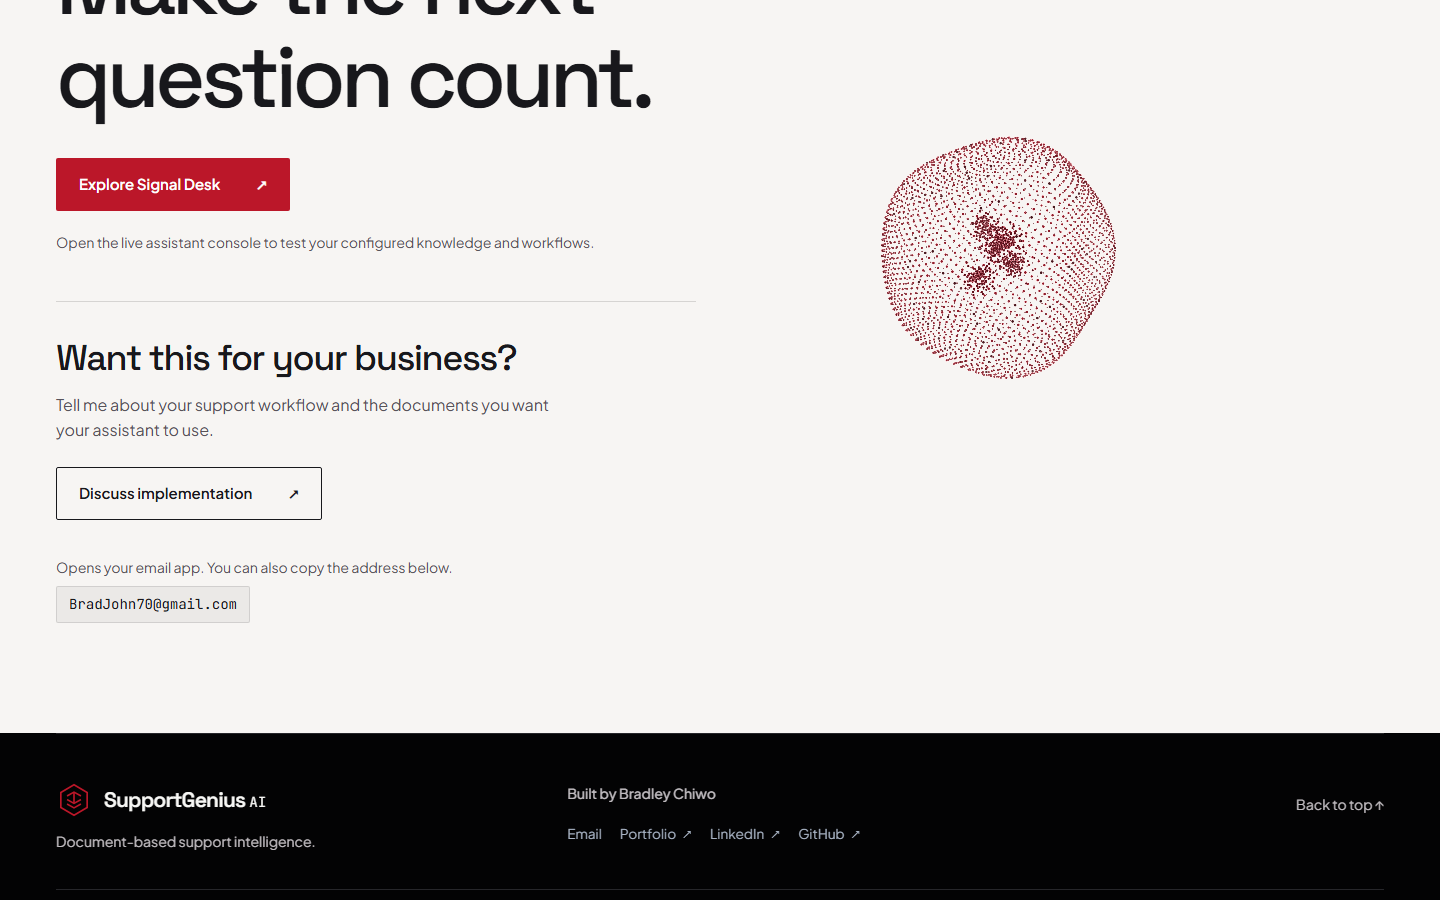 Make the next
question count.
Explore Signal Desk ↗
Open the live assistant console to test your configured knowledge and workflows.
Want this for your business?
Tell me about your support workflow and the documents you want
your assistant to use.
Discuss implementation ↗
Opens your email app. You can also copy the address below.
BradJohn70@gmail.com
SupportGenius AI
Document-based support intelligence.
Built by Bradley Chiwo
Email Portfolio ↗ LinkedIn ↗ GitHub ↗
Back to top ↑